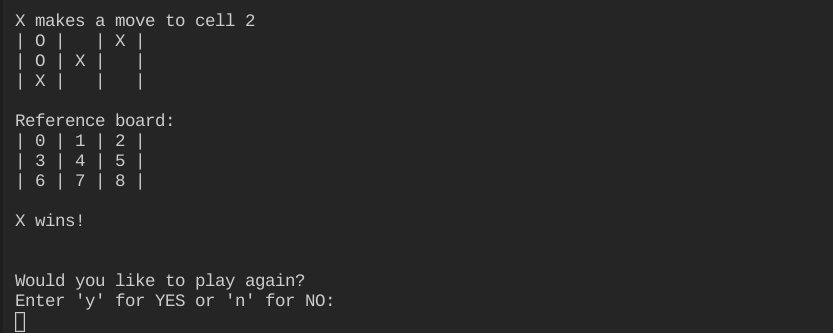 X makes a move to cell 2
| O |   | X |
| O | X |   |
| X |   |   |
Reference board:
| 0 | 1 | 2 |
| 3 | 4 | 5 |
| 6 | 7 | 8 |
X wins!
Would you like to play again?
Enter 'y' for YES or 'n' for NO: